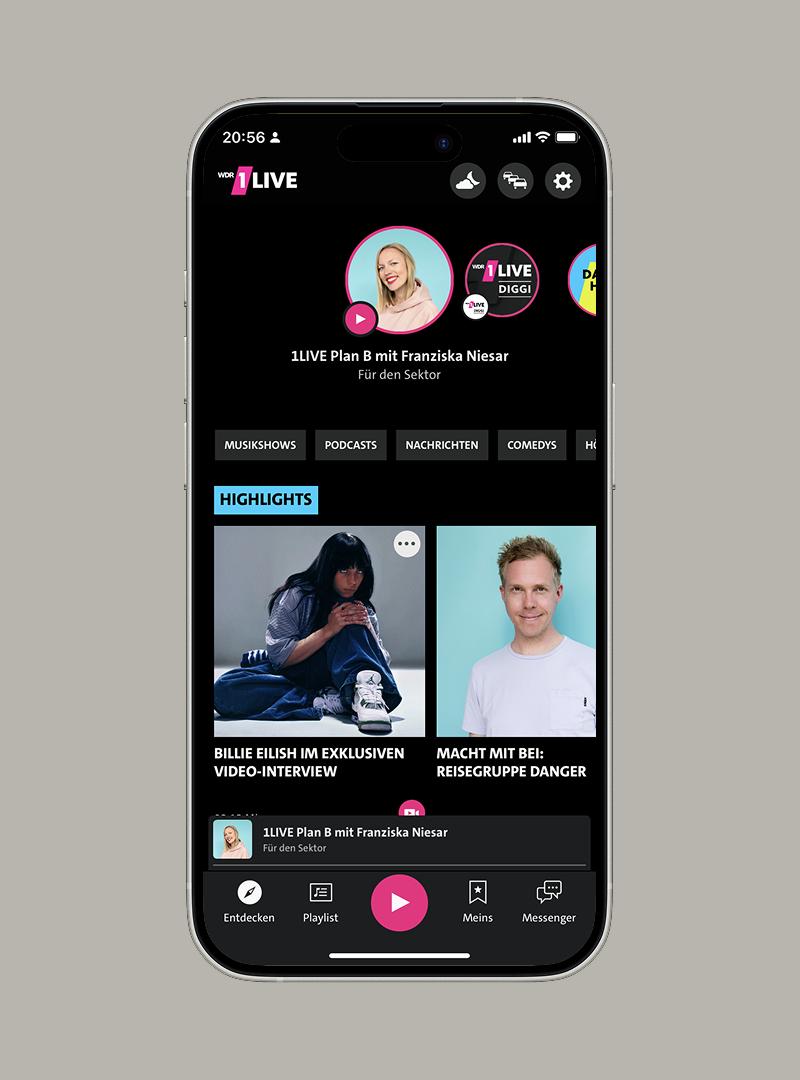 20:56
WDR 1LIVE
WDR 1LIVE
DIGGI
1LIVE
DIGGI
1LIVE Plan B mit Franziska Niesar
Für den Sektor
MUSIKSHOWS PODCASTS NACHRICHTEN COMEDYS
HIGHLIGHTS
BILLIE EILISH IM EXKLUSIVEN
VIDEO-INTERVIEW
MACHT MIT BEI:
REISEGRUPPE DANGER
1LIVE Plan B mit Franziska Niesar
Für den Sektor
Entdecken Playlist Meins Messenger